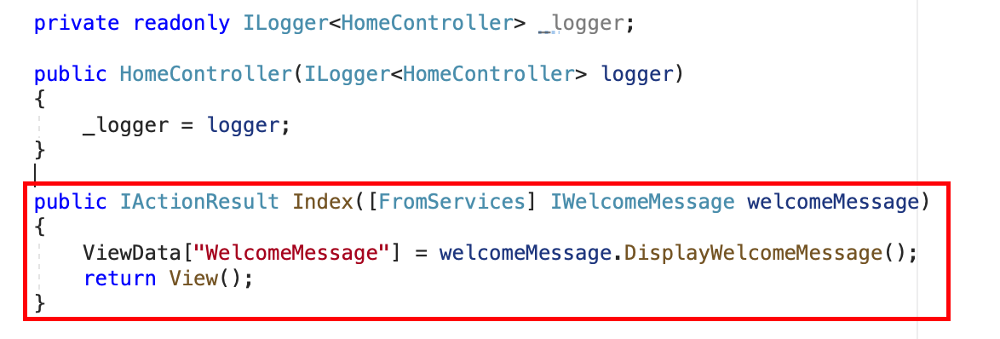 private readonly ILogger<HomeController> _logger;
public HomeController(ILogger<HomeController> logger)
{
_logger = logger;
}
public IActionResult Index([FromServices] IWelcomeMessage welcomeMessage)
{
ViewData["WelcomeMessage"] = welcomeMessage.DisplayWelcomeMessage();
return View();
}